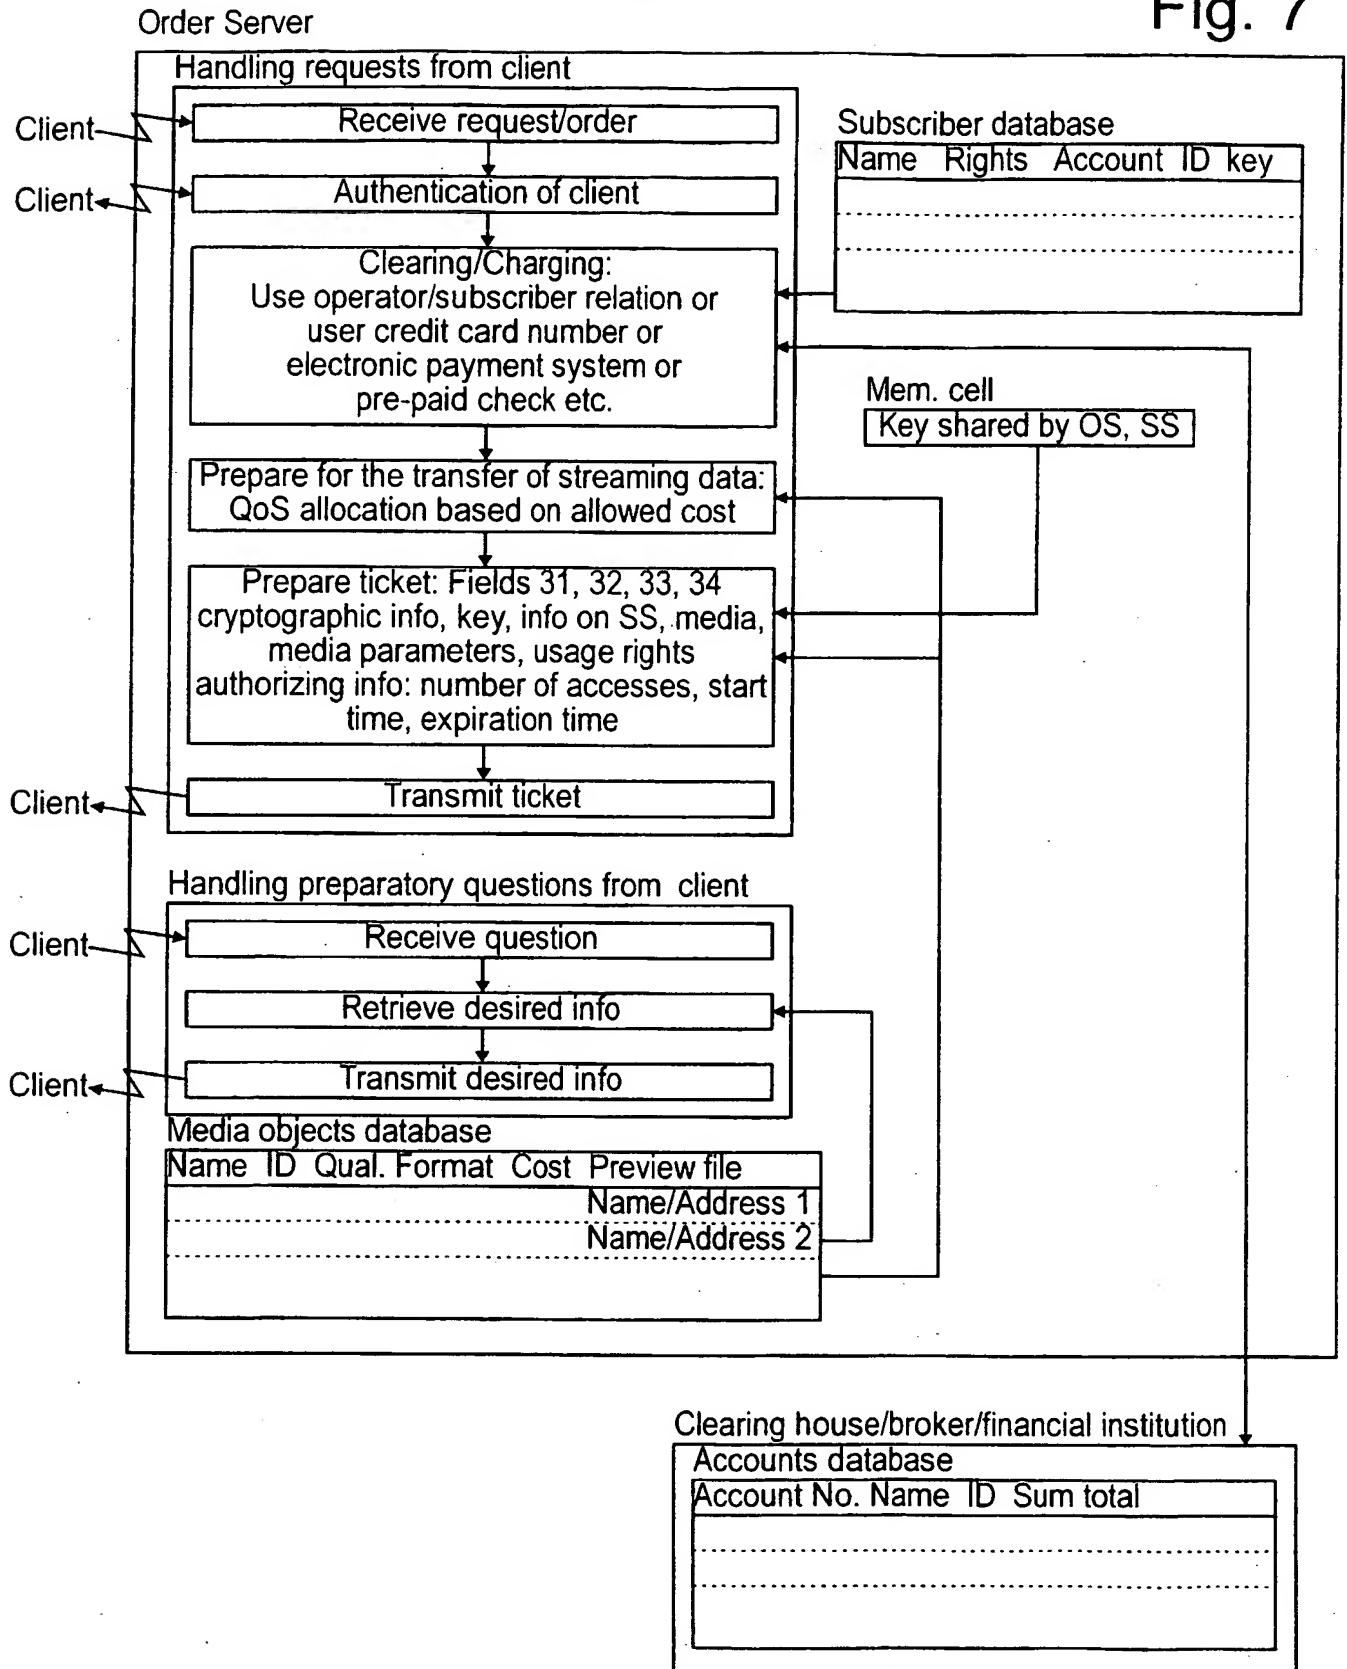 Fig. 7
Order Server
Handling requests from client
Client
Receive request/order
Client
Authentication of client
Clearing/Charging:
Use operator/subscriber relation or
user credit card number or
electronic payment system or
pre-paid check etc.
Prepare for the transfer of streaming data:
QoS allocation based on allowed cost
Prepare ticket: Fields 31, 32, 33, 34
cryptographic info, key, info on SS, media,
media parameters, usage rights
authorizing info: number of accesses, start
time, expiration time
Client
Transmit ticket
Subscriber database
Name Rights Account ID key
Mem. cell
Key shared by OS, SS
Handling preparatory questions from client
Client
Receive question
Retrieve desired info
Client
Transmit desired info
Media objects database
Name ID Qual. Format Cost Preview file
Name/Address 1
Name/Address 2
Clearing house/broker/financial institution
Accounts database
Account No. Name ID Sum total